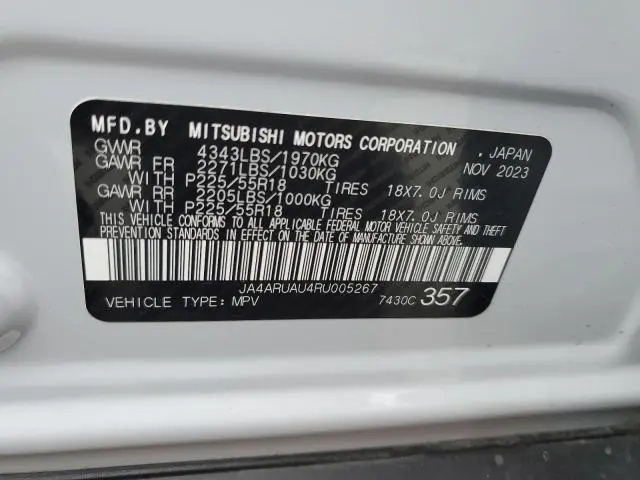 MFD.BY MITSUBISHI MOTORS CORPORATION . JAPAN
GVWR 4343LBS/1970KG NOV 2023
GAWR FR 2271LBS/1030KG
WITH P225/55R18 TIRES 18X7.0J RIMS
GAWR RR 2205LBS/1000KG
WITH P225/55R18 TIRES 18X7.0J RIMS
THIS VEHICLE CONFORMS TO ALL APPLICABLE FEDERAL MOTOR VEHICLE SAFETY AND THEFT
PREVENTION STANDARDS IN EFFECT ON THE DATE OF MANUFACTURE SHOWN ABOVE.
JA4ARUAU4RU005267
VEHICLE TYPE: MPV 7430C 357